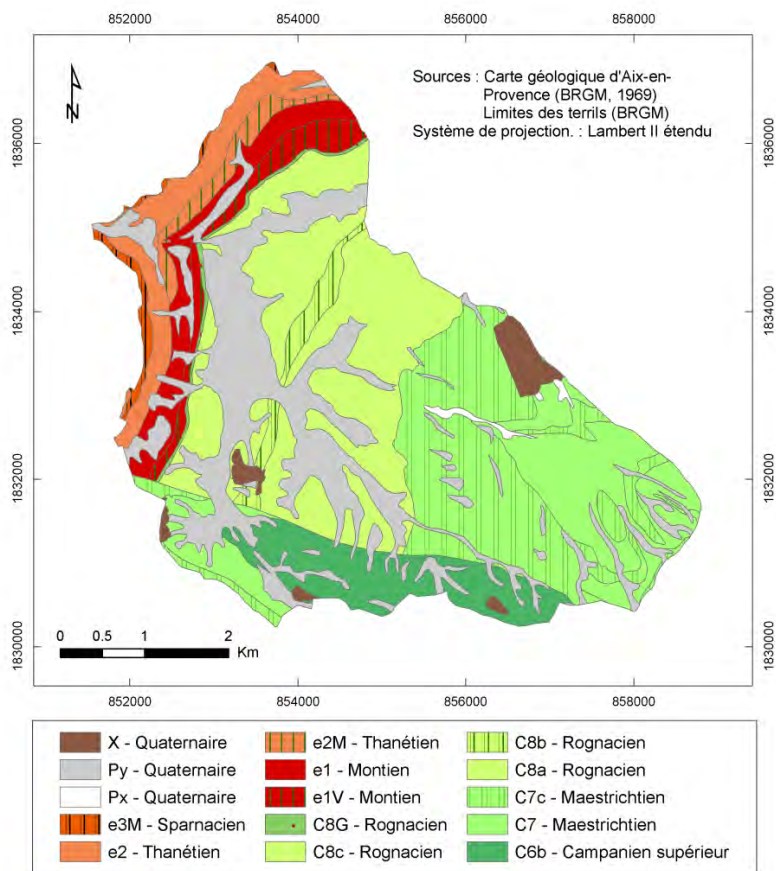 852000 854000 856000 858000
Sources : Carte géologique d'Aix-en-
Provence (BRGM, 1969)
Limites des terrils (BRGM)
Système de projection. : Lambert II étendu
N
1836000 1836000
1834000 1834000
1832000 1832000
1830000 1830000
0 0.5 1 2
Km
852000 854000 856000 858000
X - Quaternaire
Py - Quaternaire
Px - Quaternaire
e3M - Sparnacien
e2 - Thanétien
e2M - Thanétien
e1 - Montien
e1V - Montien
C8G - Rognacien
C8c - Rognacien
C8b - Rognacien
C8a - Rognacien
C7c - Maestrichtien
C7 - Maestrichtien
C6b - Campanien supérieur